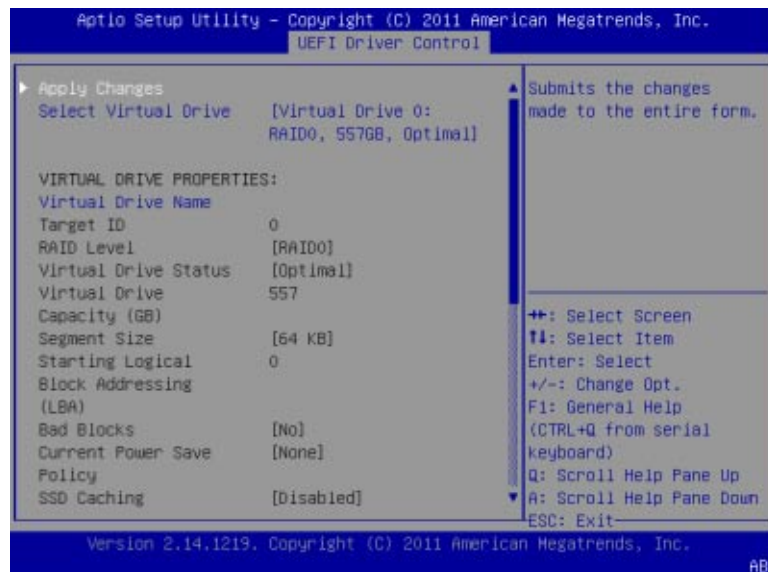 Aptio Setup Utility – Copyright (C) 2011 American Megatrends, Inc.
UEFI Driver Control
Apply Changes
Select Virtual Drive [Virtual Drive 0:
RAID0, 557GB, Optimal]
VIRTUAL DRIVE PROPERTIES:
Virtual Drive Name
Target ID 0
RAID Level [RAID0]
Virtual Drive Status [Optimal]
Virtual Drive 557
Capacity (GB)
Segment Size [64 KB]
Starting Logical 0
Block Addressing
(LBA)
Bad Blocks [No]
Current Power Save [None]
Policy
SSD Caching [Disabled]
Submits the changes
made to the entire form.
→←: Select Screen
↑↓: Select Item
Enter: Select
+/-: Change Opt.
F1: General Help
(CTRL+Q from serial
keyboard)
Q: Scroll Help Pane Up
A: Scroll Help Pane Down
ESC: Exit
Version 2.14.1219. Copyright (C) 2011 American Megatrends, Inc.
AB